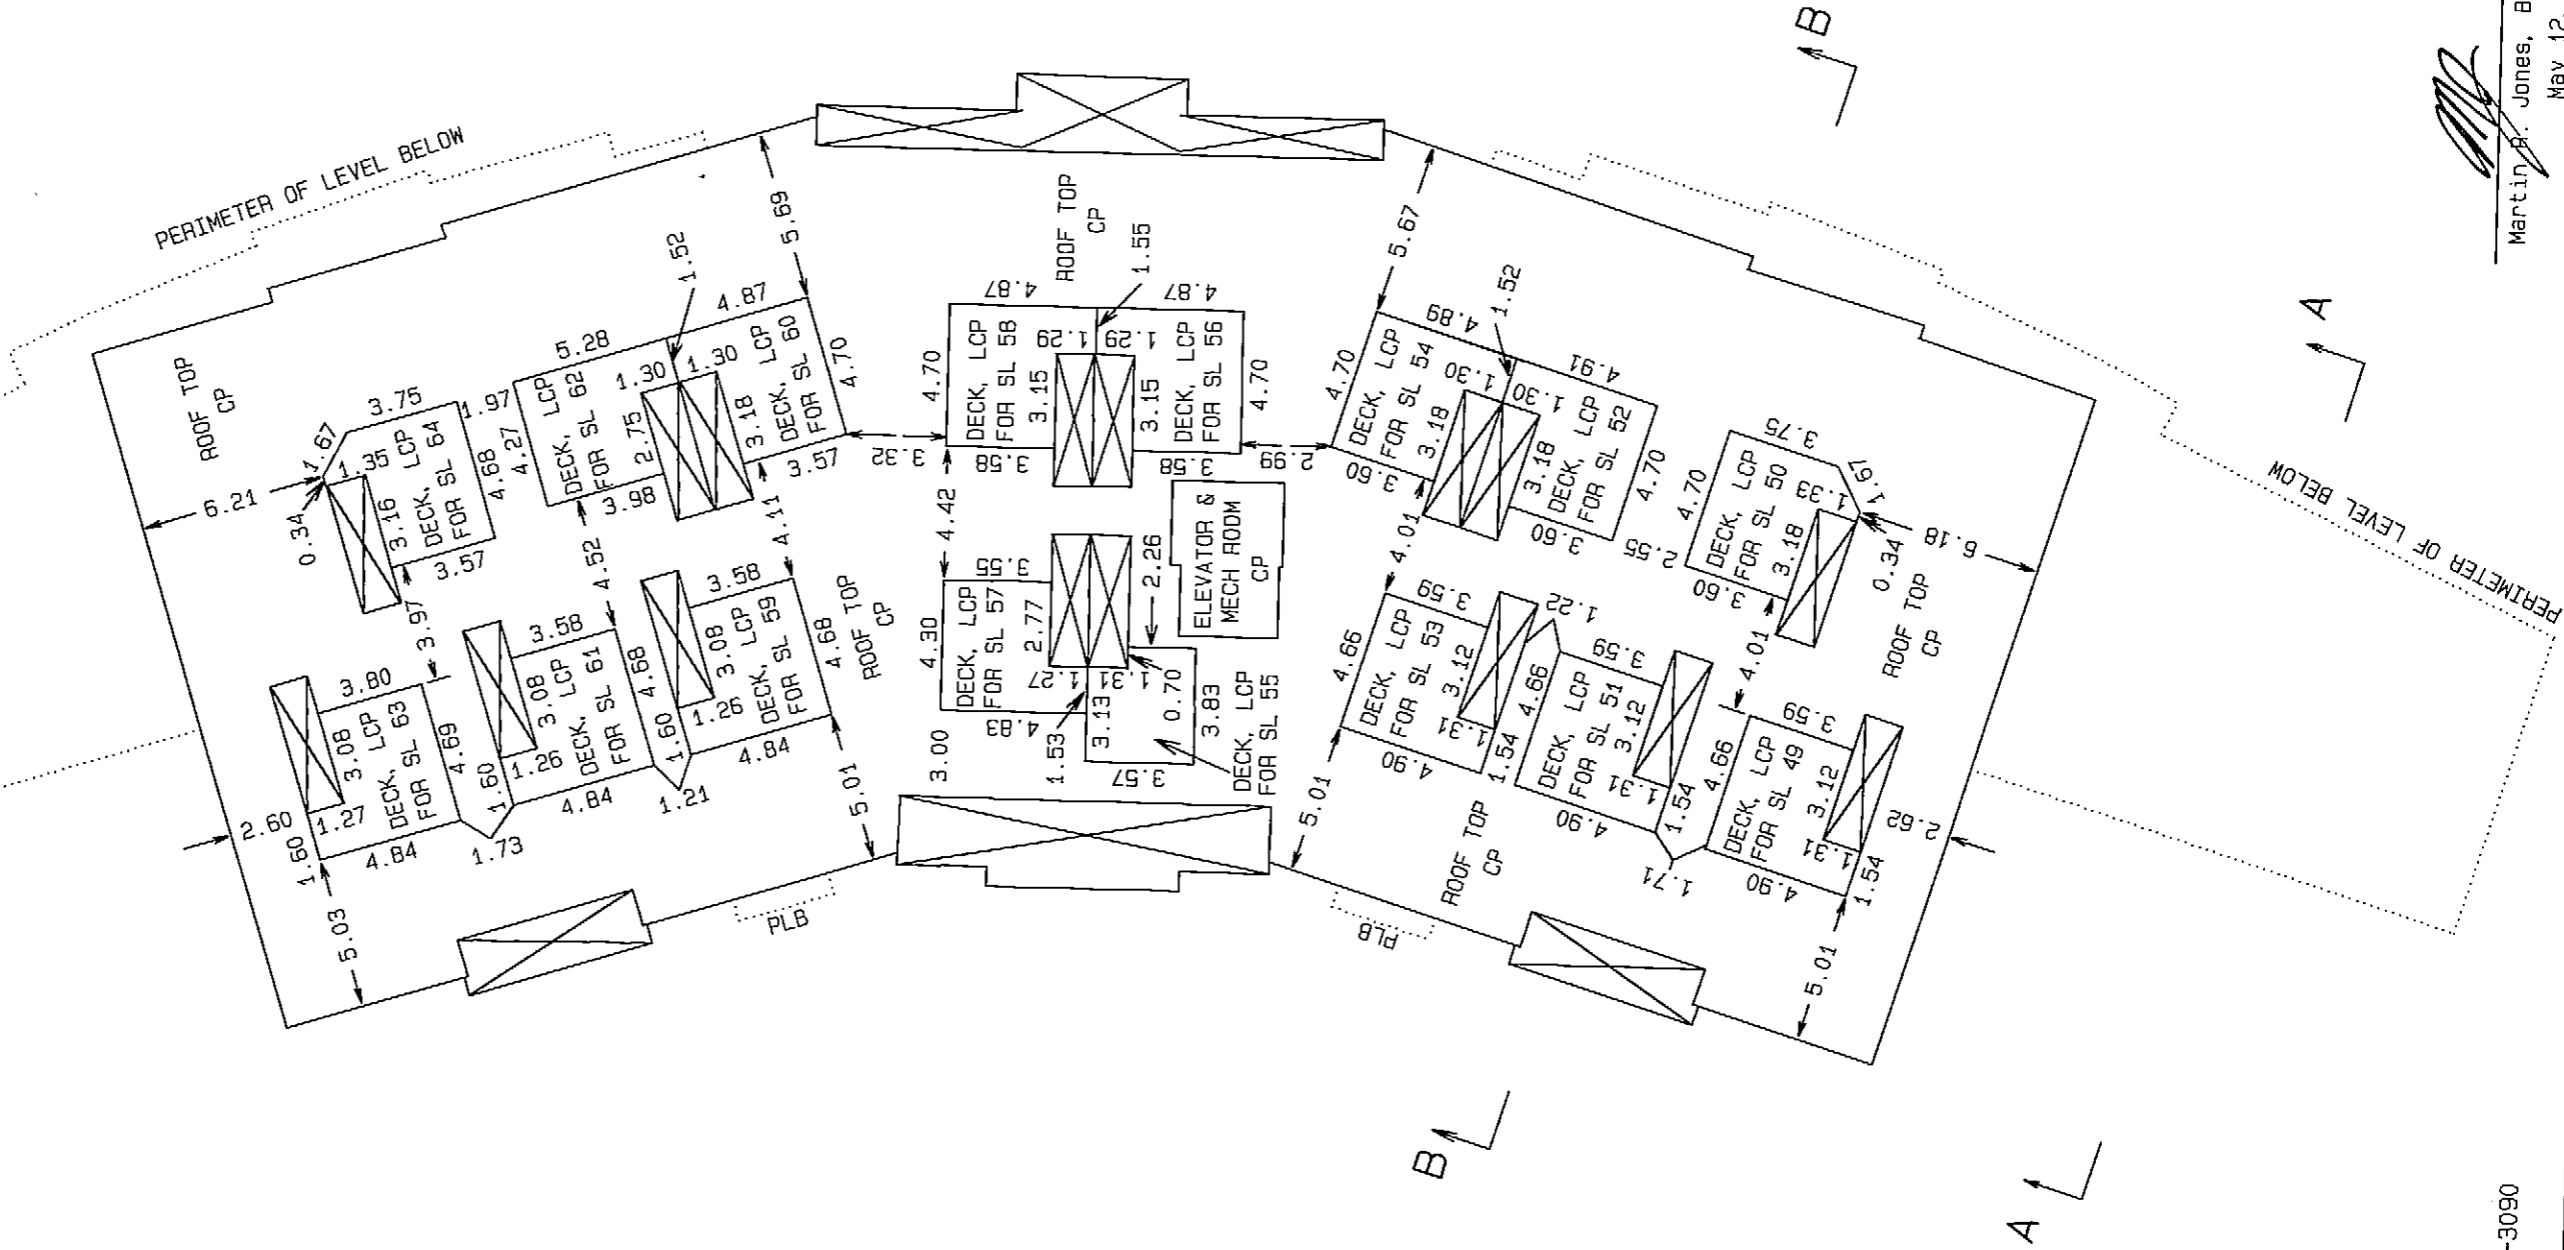 PERIMETER OF LEVEL BELOW
ROOF TOP
CP
6.21
0.34
1.67
1.35
3.75
3.16
DECK, LCP
FOR SL 64
4.68
3.57
1.97
4.27
5.28
DECK, LCP
FOR SL 62
2.75
1.30
3.98
1.52
4.87
1.30
3.18
DECK, LCP
FOR SL 60
4.70
3.57
5.69
3.97
4.52
4.11
3.32
3.80
3.08
DECK, LCP
FOR SL 63
4.69
1.27
4.84
2.60
1.60
5.03
1.60
1.73
3.58
3.08
DECK, LCP
FOR SL 61
4.68
1.26
4.84
1.60
1.21
3.58
3.08
DECK, LCP
FOR SL 59
4.68
1.26
4.84
ROOF TOP
CP
5.01
PLB
ROOF TOP
CP
1.55
4.87
4.87
4.70
DECK, LCP
FOR SL 58
3.15
1.29
1.29
3.15
DECK, LCP
FOR SL 56
4.70
3.58
3.58
2.99
4.42
ELEVATOR &
MECH ROOM
CP
2.26
3.55
4.30
DECK, LCP
FOR SL 57
2.77
1.27
1.31
4.83
3.00
1.53
3.13
0.70
3.83
3.57
DECK, LCP
FOR SL 55
5.67
4.70
4.89
DECK, LCP
FOR SL 54
3.18
1.30
3.60
1.52
1.30
4.91
3.18
DECK, LCP
FOR SL 52
4.70
3.60
2.55
4.70
3.75
DECK, LCP
FOR SL 50
1.33
3.18
1.67
3.60
0.34
6.18
ROOF TOP
CP
4.01
4.01
4.66
3.59
DECK, LCP
FOR SL 53
3.12
1.31
4.90
1.22
1.54
5.01
4.66
3.59
DECK, LCP
FOR SL 51
3.12
1.31
4.90
1.54
1.71
4.66
3.59
DECK, LCP
FOR SL 49
3.12
1.31
4.90
1.54
2.62
5.01
ROOF TOP
CP
PLB
PERIMETER OF LEVEL BELOW
B
B
A
A
Jones, B
May 12,
Martin
-3090